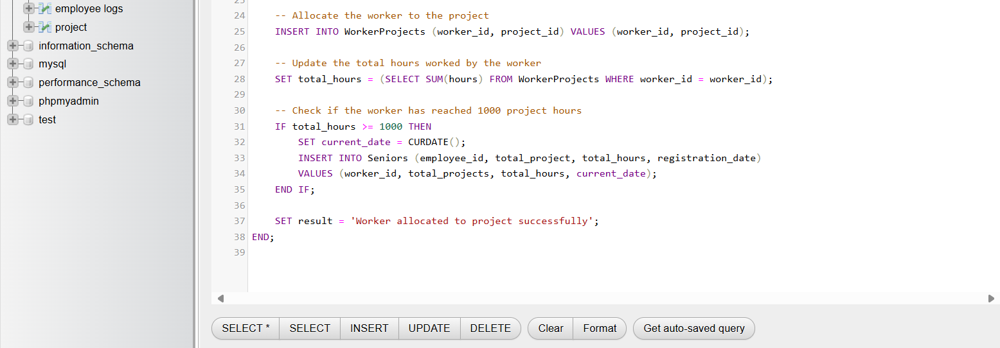 employee logs
project
information_schema
mysql
performance_schema
phpmyadmin
test
23
24 -- Allocate the worker to the project
25 INSERT INTO WorkerProjects (worker_id, project_id) VALUES (worker_id, project_id);
26
27 -- Update the total hours worked by the worker
28 SET total_hours = (SELECT SUM(hours) FROM WorkerProjects WHERE worker_id = worker_id);
29
30 -- Check if the worker has reached 1000 project hours
31 IF total_hours >= 1000 THEN
32 SET current_date = CURDATE();
33 INSERT INTO Seniors (employee_id, total_project, total_hours, registration_date)
34 VALUES (worker_id, total_projects, total_hours, current_date);
35 END IF;
36
37 SET result = 'Worker allocated to project successfully';
38 END;
39
SELECT * SELECT INSERT UPDATE DELETE Clear Format Get auto-saved query